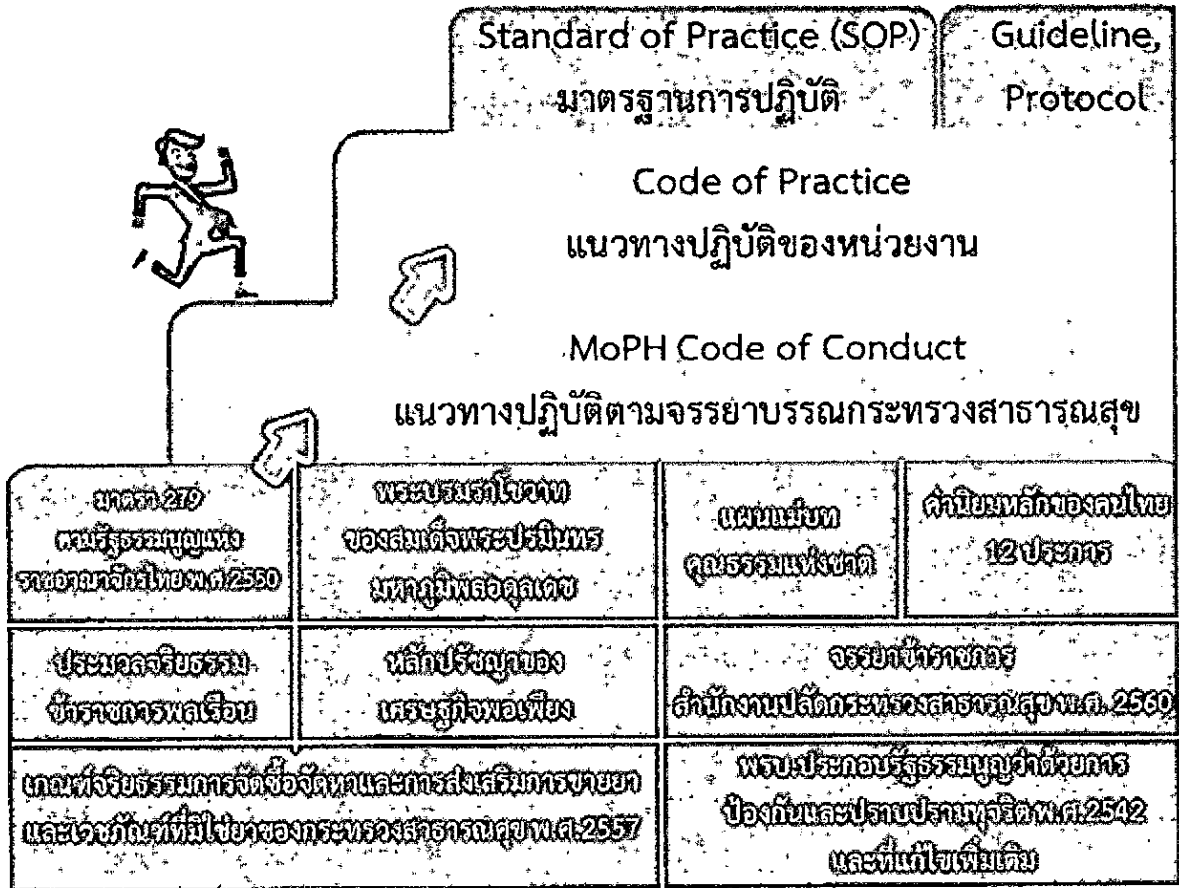 Standard of Practice (SOP)
มาตรฐานการปฏิบัติ
Guideline,
Protocol
Code of Practice
แนวทางปฏิบัติของหน่วยงาน
MoPH Code of Conduct
แนวทางปฏิบัติตามจรรยาบรรณกระทรวงสาธารณสุข
มาตรา 279
ตามรัฐธรรมนูญแห่ง
ราชอาณาจักรไทย พ.ศ.2550
พระบรมราโชวาท
ของสมเด็จพระปรมินทร
มหาภูมิพลอดุลเดช
แผนแม่บท
คุณธรรมแห่งชาติ
ค่านิยมหลักของคนไทย
12 ประการ
ประมวลจริยธรรม
ข้าราชการพลเรือน
หลักปรัชญาของ
เศรษฐกิจพอเพียง
จรรยาข้าราชการ
สำนักงานปลัดกระทรวงสาธารณสุข พ.ศ. 2560
เกณฑ์จริยธรรมการจัดซื้อจัดหาและการส่งเสริมการขายยา
และเวชภัณฑ์ที่มิใช่ยาของกระทรวงสาธารณสุข พ.ศ.2557
พรบ.ประกอบรัฐธรรมนูญว่าด้วยการ
ป้องกันและปราบปรามทุจริต พ.ศ.2542
และที่แก้ไขเพิ่มเติม